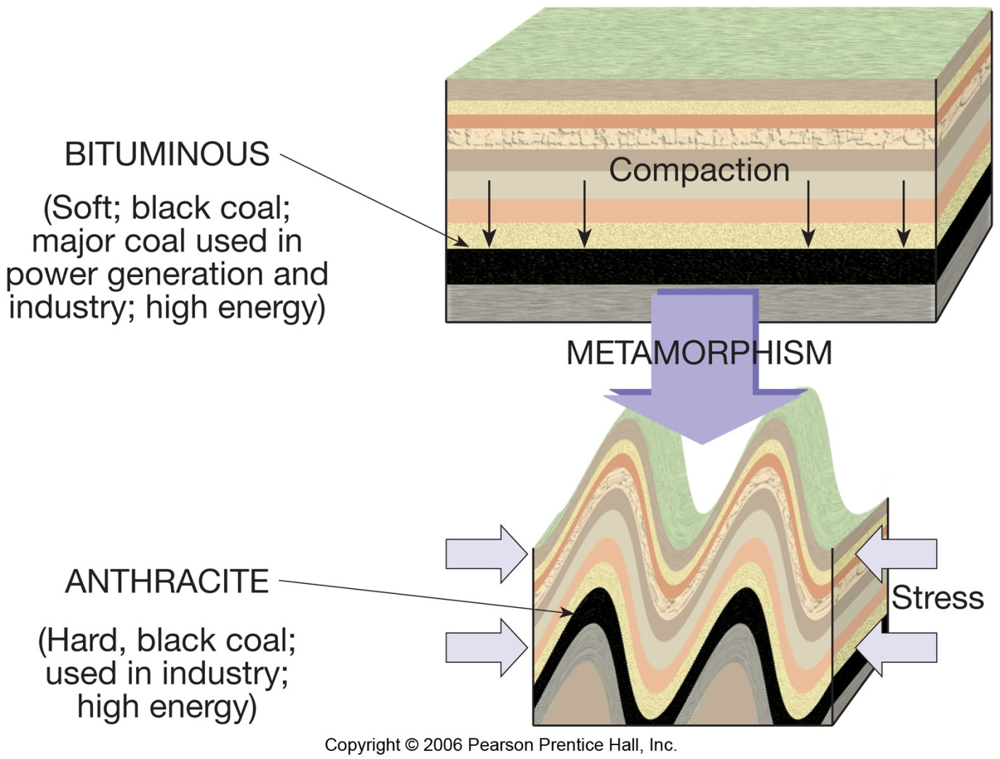 BITUMINOUS
(Soft; black coal;
major coal used in
power generation and
industry; high energy)
Compaction
METAMORPHISM
ANTHRACITE
(Hard, black coal;
used in industry;
high energy)
Stress
Copyright © 2006 Pearson Prentice Hall, Inc.